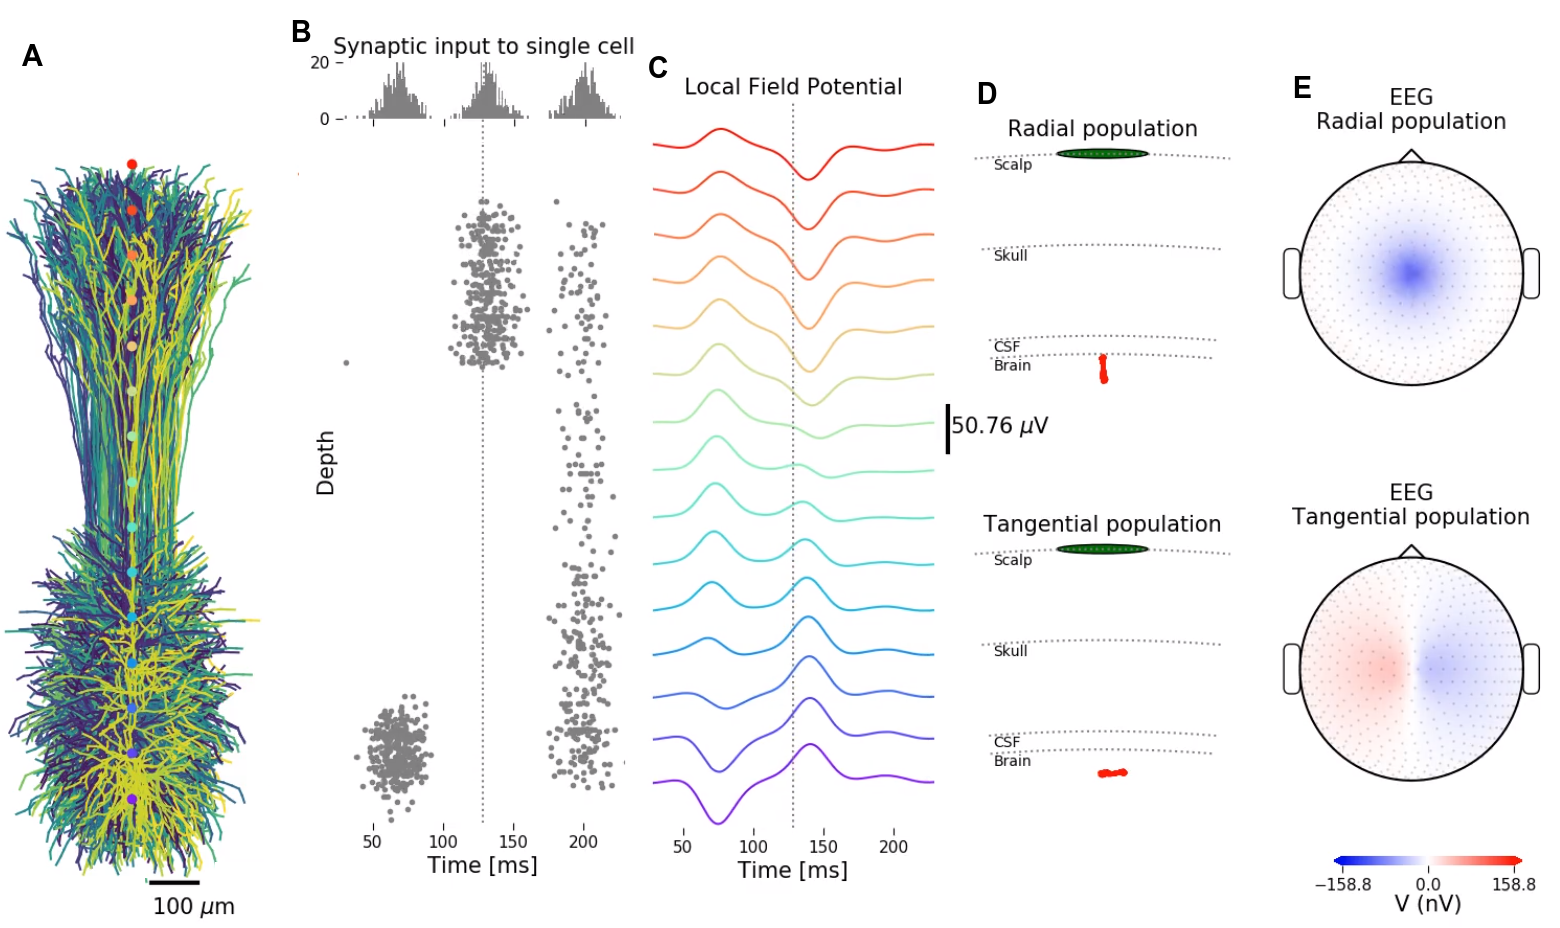 A
B
Synaptic input to single cell
20
0
Depth
50 100 150 200
Time [ms]
100 μm
C
Local Field Potential
50.76 μV
50 100 150 200
Time [ms]
D
Radial population
Scalp
Skull
CSF
Brain
Tangential population
Scalp
Skull
CSF
Brain
E
EEG
Radial population
EEG
Tangential population
−158.8 0.0 158.8
V (nV)